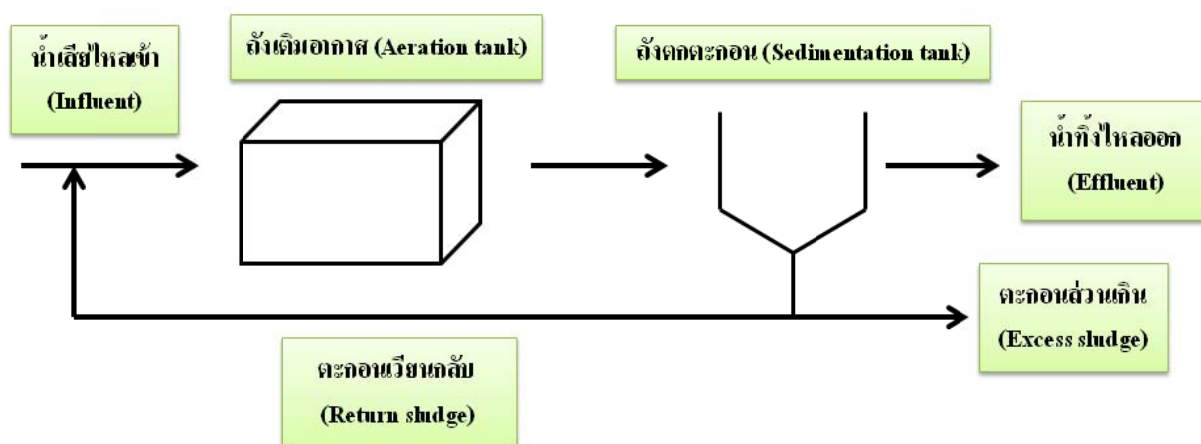 น้ำเสียไหลเข้า
(Influent)
ถังเติมอากาศ (Aeration tank)
ถังตกตะกอน (Sedimentation tank)
น้ำทิ้งไหลออก
(Effluent)
ตะกอนส่วนเกิน
(Excess sludge)
ตะกอนเวียนกลับ
(Return sludge)